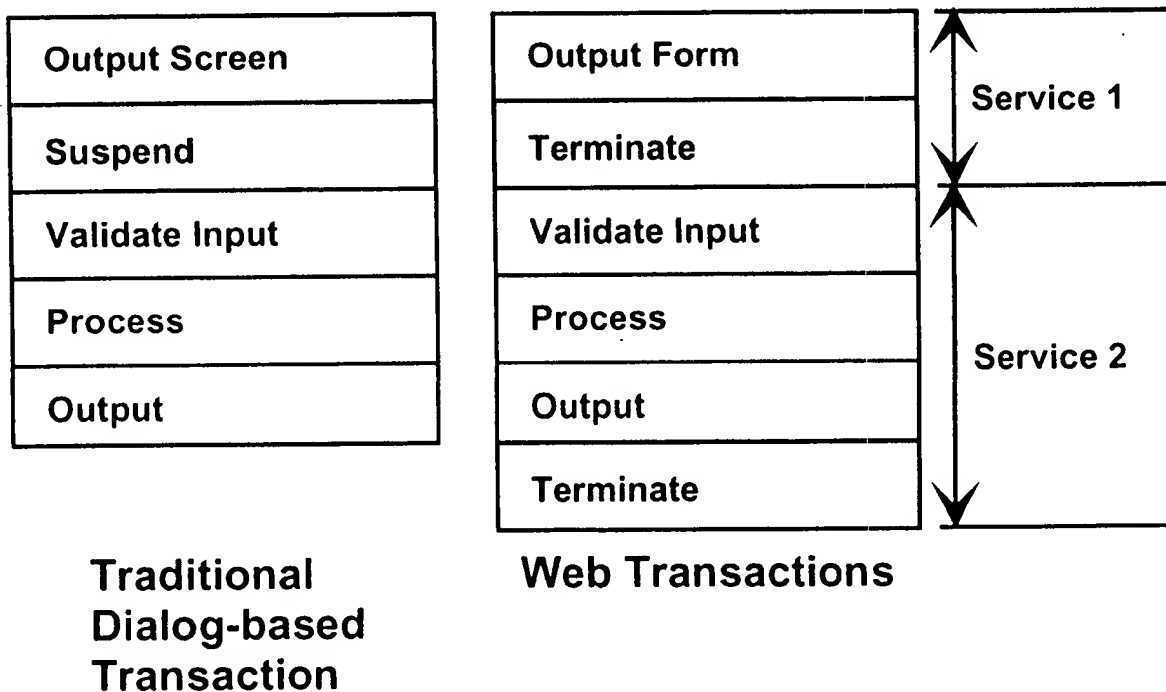 Output Screen
Suspend
Validate Input
Process
Output
Traditional
Dialog-based
Transaction
Output Form
Terminate
Validate Input
Process
Output
Terminate
Web Transactions
Service 1
Service 2